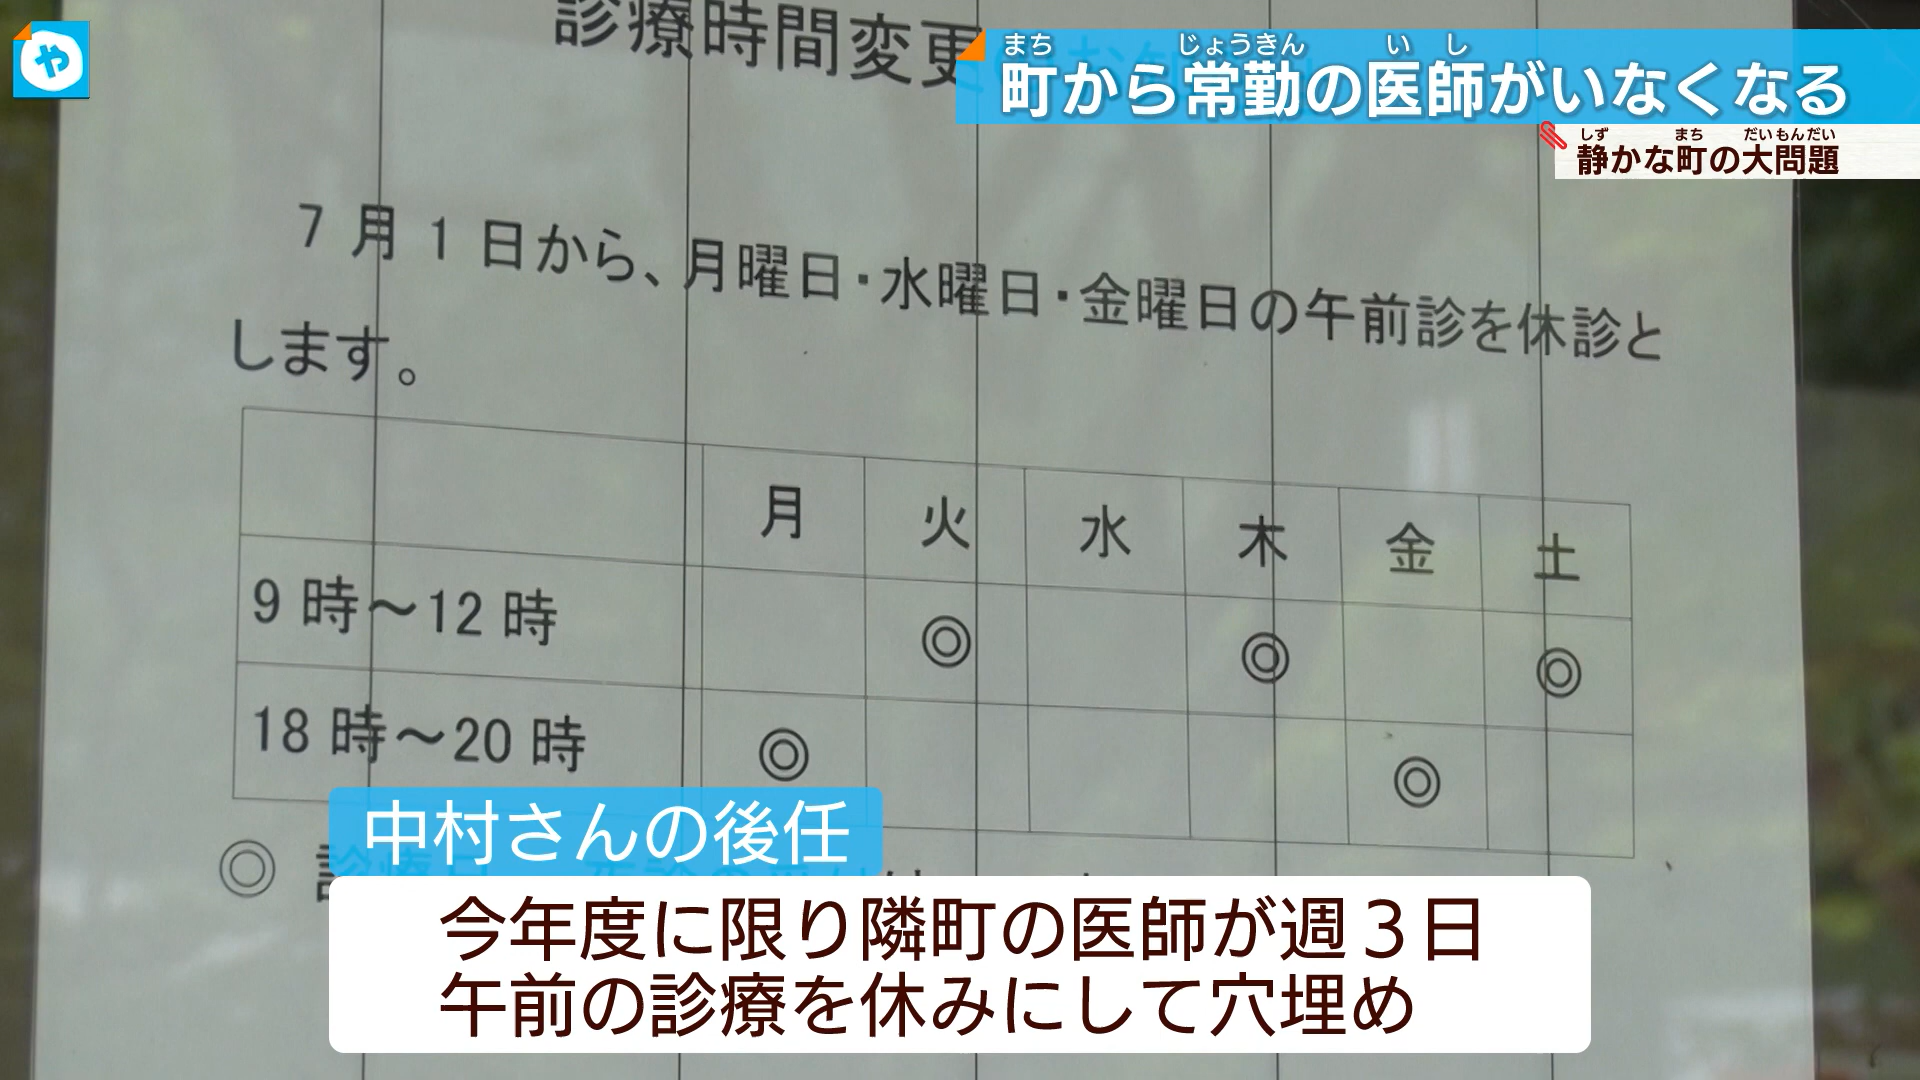 や
診療時間変更
まち じょうきん い し
町から常勤の医師がいなくなる
しず まち だいもんだい
静かな町の大問題
7月1日から、月曜日・水曜日・金曜日の午前診を休診と
します。
月 火 水 木 金 土
9時～12時 ◎ ◎ ◎
18時～20時 ◎ ◎
◎
中村さんの後任
今年度に限り隣町の医師が週3日
午前の診療を休みにして穴埋め